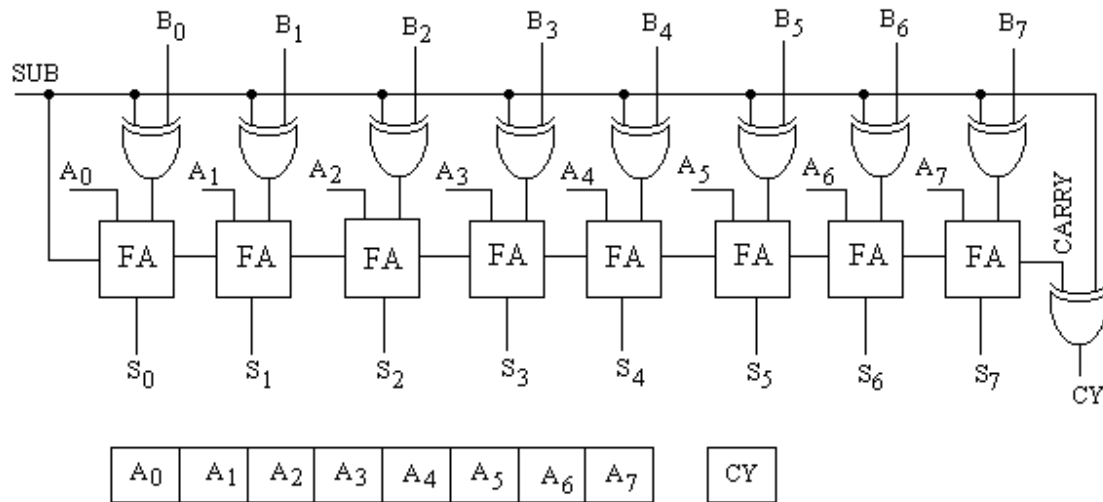 B0 B1 B2 B3 B4 B5 B6 B7
SUB
A0 A1 A2 A3 A4 A5 A6 A7
CARRY
FA FA FA FA FA FA FA FA
S0 S1 S2 S3 S4 S5 S6 S7
CY
A0 A1 A2 A3 A4 A5 A6 A7 CY